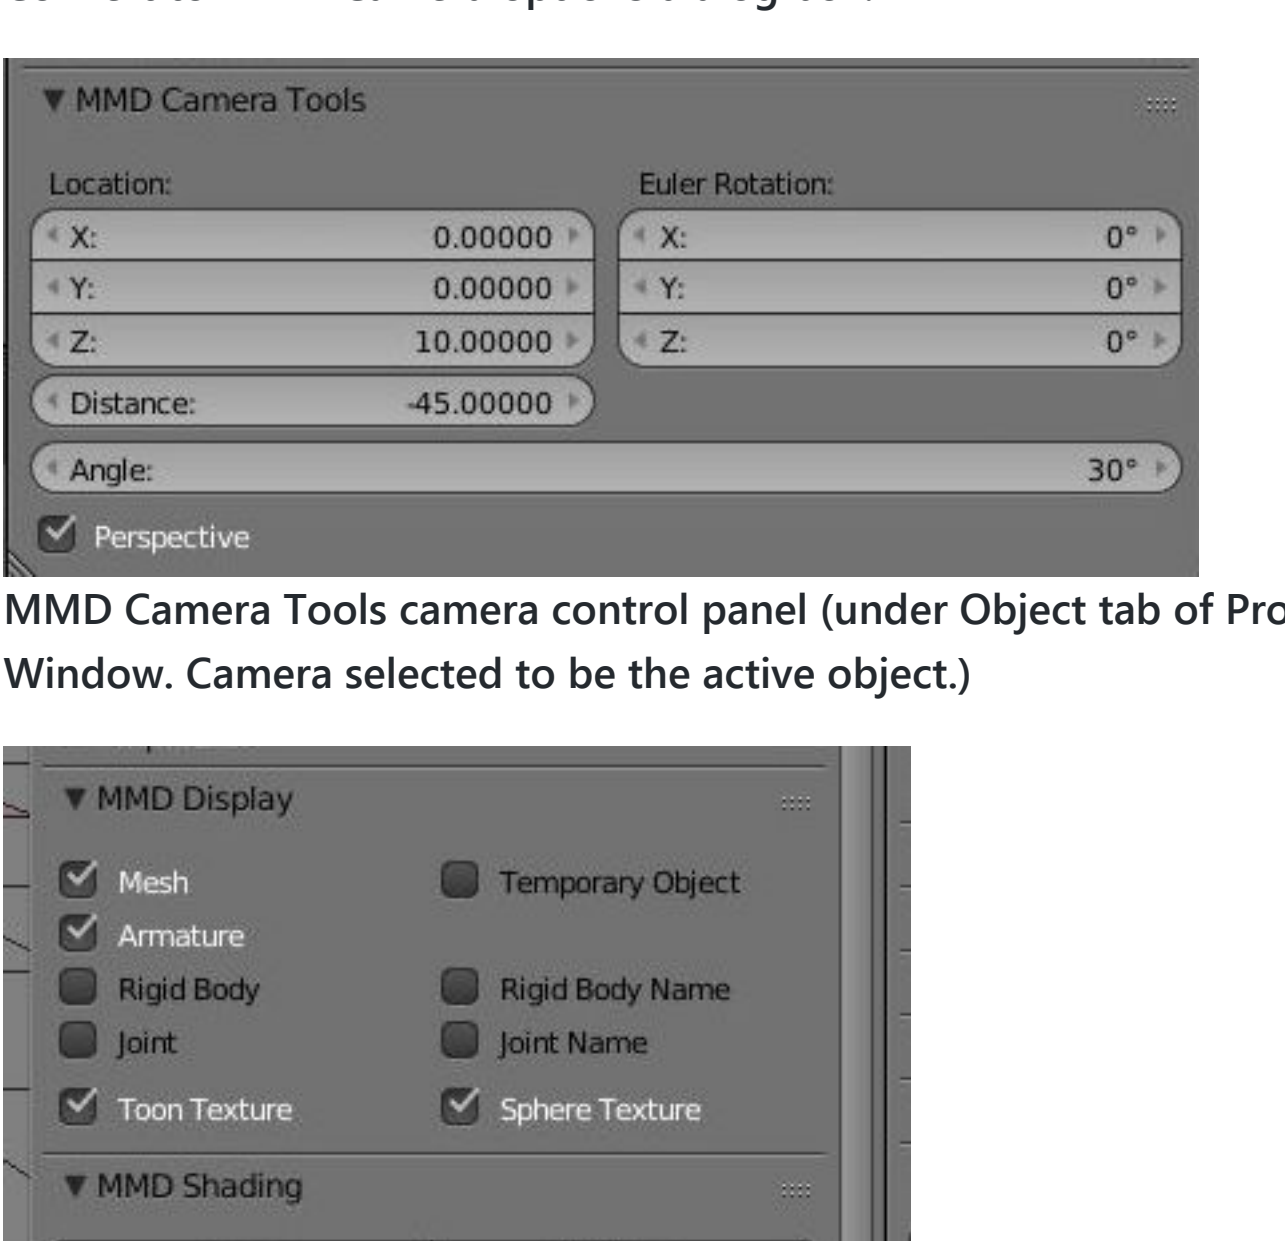 MMD Camera Tools
Location: Euler Rotation:
X: 0.00000 X: 0°
Y: 0.00000 Y: 0°
Z: 10.00000 Z: 0°
Distance: -45.00000
Angle: 30°
Perspective
MMD Camera Tools camera control panel (under Object tab of Pro
Window. Camera selected to be the active object.)
MMD Display
Mesh Temporary Object
Armature
Rigid Body Rigid Body Name
Joint Joint Name
Toon Texture Sphere Texture
MMD Shading